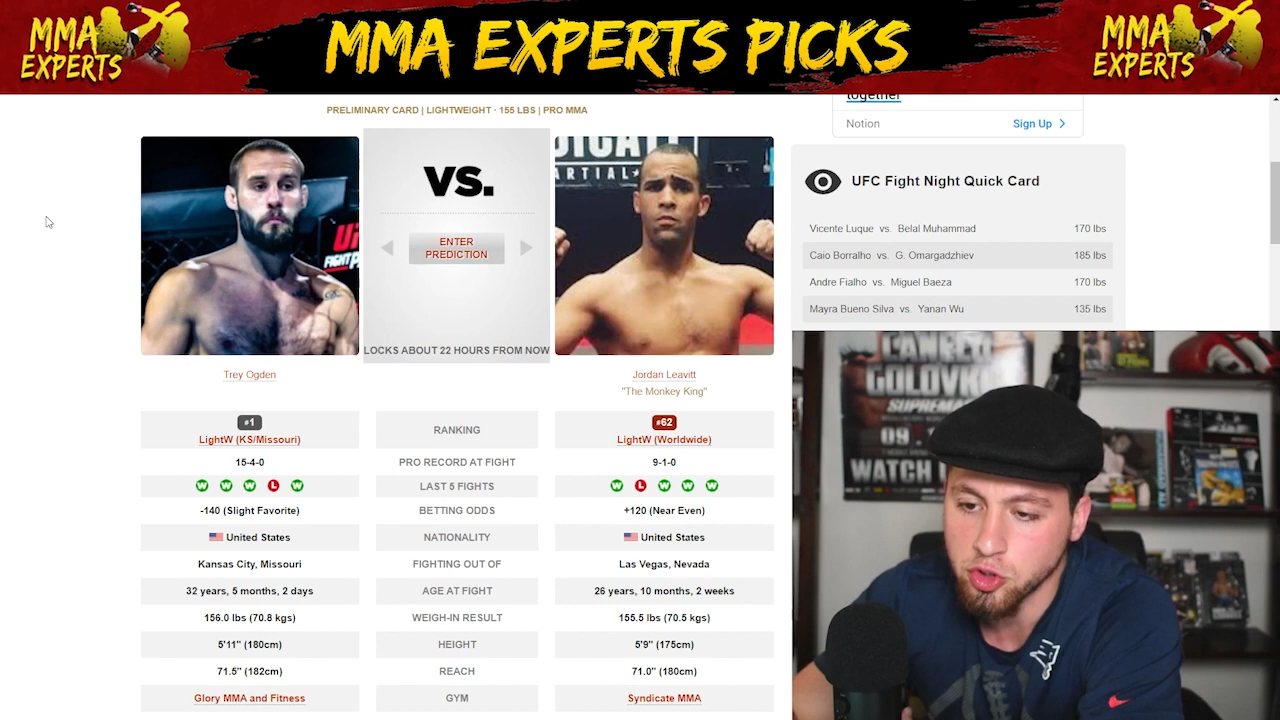 MMA
EXPERTS
MMA EXPERTS PICKS
MMA
EXPERTS
PRELIMINARY CARD | LIGHTWEIGHT · 155 LBS | PRO MMA
together
Notion
Sign Up
UFC Fight Night Quick Card
Vicente Luque vs. Belal Muhammad 170 lbs
Caio Borralho vs. G. Omargadzhiev 185 lbs
Andre Fialho vs. Miguel Baeza 170 lbs
Mayra Bueno Silva vs. Yanan Wu 135 lbs
VS.
ENTER
PREDICTION
LOCKS ABOUT 22 HOURS FROM NOW
Trey Ogden
Jordan Leavitt
"The Monkey King"
#1 RANKING #62
LightW (KS/Missouri) LightW (Worldwide)
15-4-0 PRO RECORD AT FIGHT 9-1-0
W W W L W LAST 5 FIGHTS W L W W W
-140 (Slight Favorite) BETTING ODDS +120 (Near Even)
United States NATIONALITY United States
Kansas City, Missouri FIGHTING OUT OF Las Vegas, Nevada
32 years, 5 months, 2 days AGE AT FIGHT 26 years, 10 months, 2 weeks
156.0 lbs (70.8 kgs) WEIGH-IN RESULT 155.5 lbs (70.5 kgs)
5'11" (180cm) HEIGHT 5'9" (175cm)
71.5" (182cm) REACH 71.0" (180cm)
Glory MMA and Fitness GYM Syndicate MMA
SUPREMA
09
WATCH